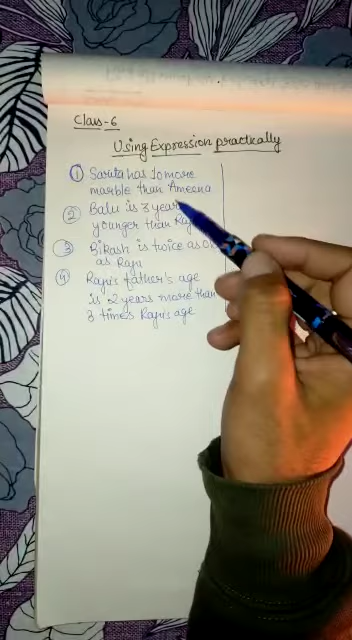 Class-6
Using Expression practically
① Sarita has 10 more
marble than Ameena
② Balu is 3 year
younger than
③ Bikash is twice as
as Raju
④ Raju's father's age
is 2 years more than
3 times Raju's age